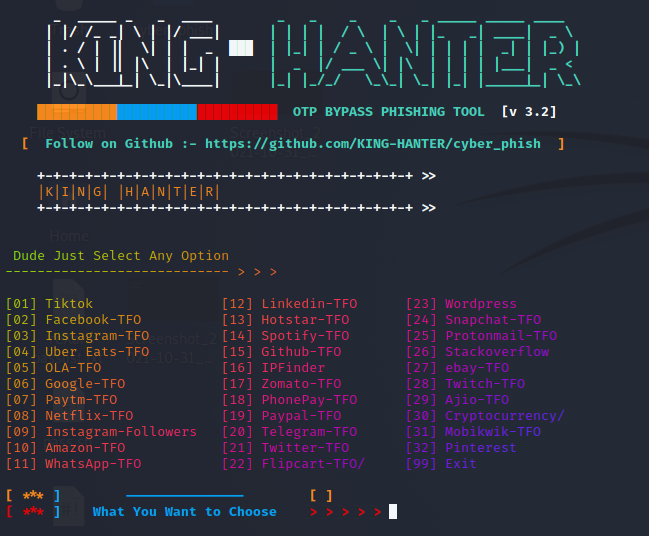 KING HANTER
OTP BYPASS PHISHING TOOL [v 3.2]
[ Follow on Github :- https://github.com/KING-HANTER/cyber_phish ]
+-+-+-+-+-+-+-+-+-+-+-+-+-+-+-+-+-+-+-+-+-+-+-+ >>
|K|I|N|G| |H|A|N|T|E|R|
+-+-+-+-+-+-+-+-+-+-+-+-+-+-+-+-+-+-+-+-+-+-+-+ >>
Dude Just Select Any Option
---------------------------- > > >
[01] Tiktok [12] Linkedin-TFO [23] Wordpress
[02] Facebook-TFO [13] Hotstar-TFO [24] Snapchat-TFO
[03] Instagram-TFO [14] Spotify-TFO [25] Protonmail-TFO
[04] Uber Eats-TFO [15] Github-TFO [26] Stackoverflow
[05] OLA-TFO [16] IPFinder [27] ebay-TFO
[06] Google-TFO [17] Zomato-TFO [28] Twitch-TFO
[07] Paytm-TFO [18] PhonePay-TFO [29] Ajio-TFO
[08] Netflix-TFO [19] Paypal-TFO [30] Cryptocurrency/
[09] Instagram-Followers [20] Telegram-TFO [31] Mobikwik-TFO
[10] Amazon-TFO [21] Twitter-TFO [32] Pinterest
[11] WhatsApp-TFO [22] Flipcart-TFO/ [99] Exit
[ *** ] ─────────────── [ ]
[ *** ] What You Want to Choose > > > > >